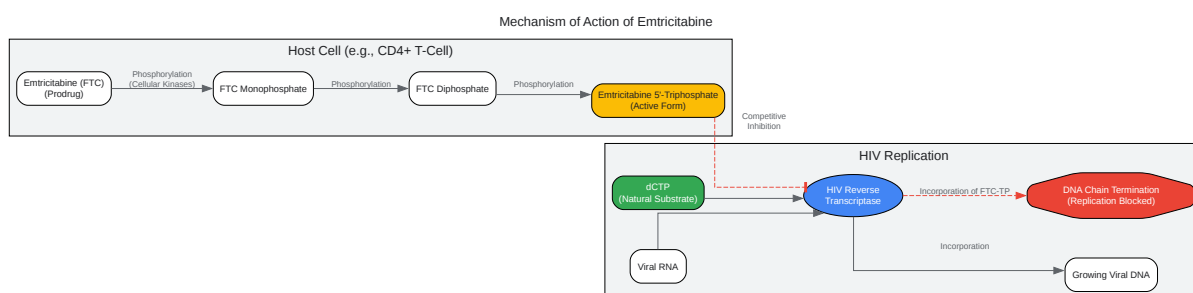 Mechanism of Action of Emtricitabine
Host Cell (e.g., CD4+ T-Cell)
Emtricitabine (FTC)
(Prodrug)
Phosphorylation
(Cellular Kinases)
FTC Monophosphate
Phosphorylation
FTC Diphosphate
Phosphorylation
Emtricitabine 5'-Triphosphate
(Active Form)
Competitive
Inhibition
HIV Replication
dCTP
(Natural Substrate)
HIV Reverse
Transcriptase
Incorporation of FTC-TP
DNA Chain Termination
(Replication Blocked)
Viral RNA
Incorporation
Growing Viral DNA